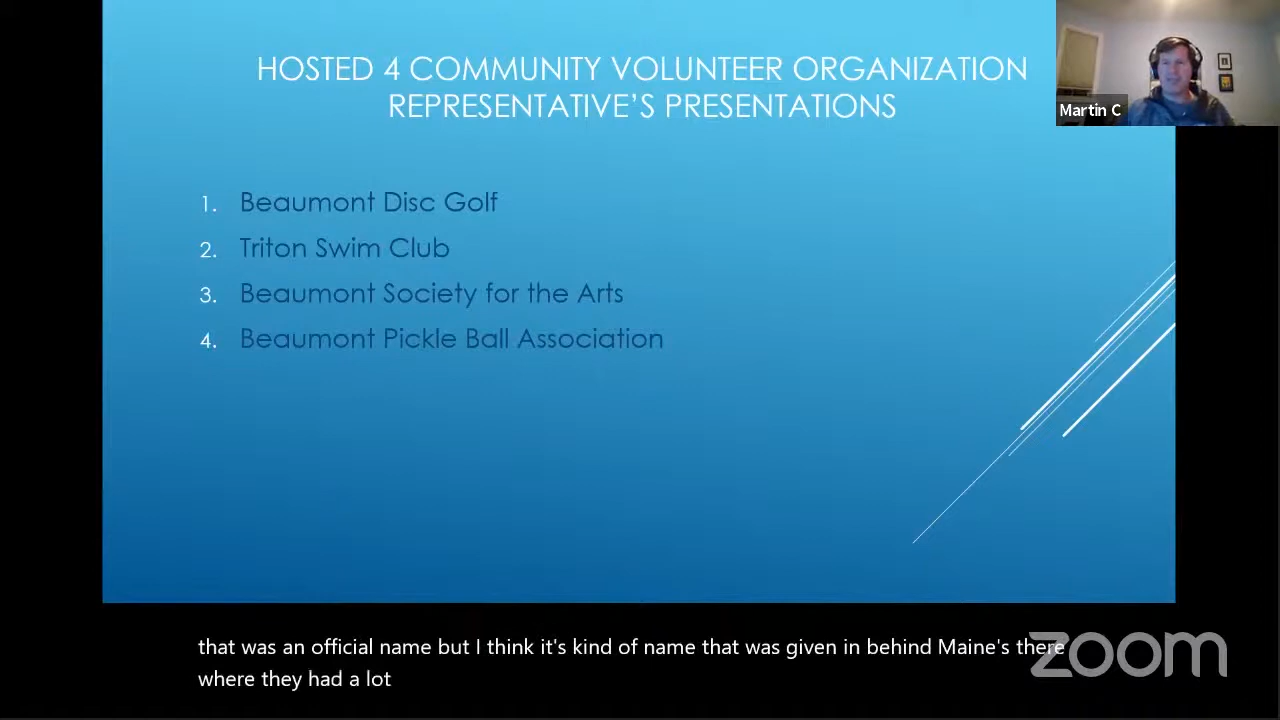 HOSTED 4 COMMUNITY VOLUNTEER ORGANIZATION
REPRESENTATIVE'S PRESENTATIONS
Martin C
1. Beaumont Disc Golf
2. Triton Swim Club
3. Beaumont Society for the Arts
4. Beaumont Pickle Ball Association
that was an official name but I think it's kind of name that was given in behind Maine's there
where they had a lot
zoom